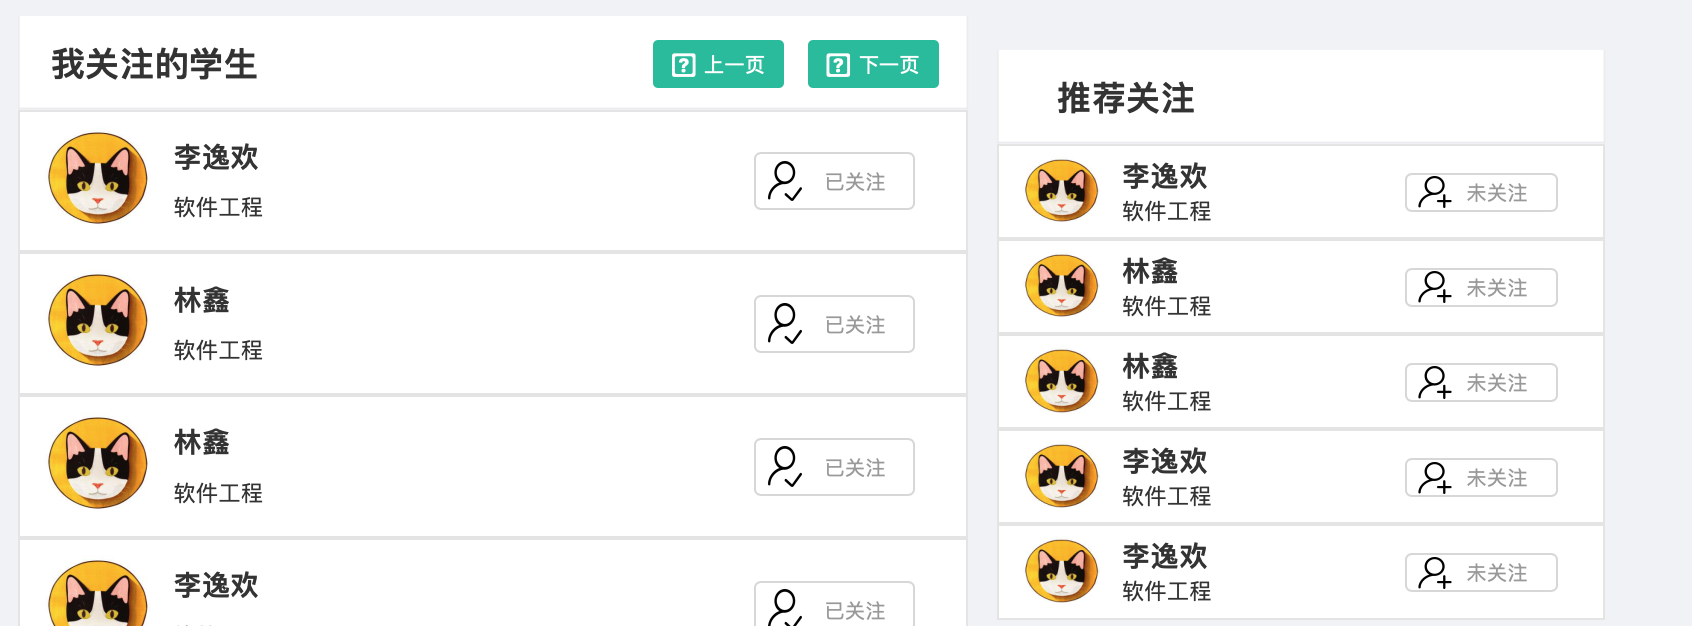 我关注的学生
上一页
下一页
李逸欢
软件工程
已关注
林鑫
软件工程
已关注
林鑫
软件工程
已关注
李逸欢
已关注
推荐关注
李逸欢
软件工程
未关注
林鑫
软件工程
未关注
林鑫
软件工程
未关注
李逸欢
软件工程
未关注
李逸欢
软件工程
未关注